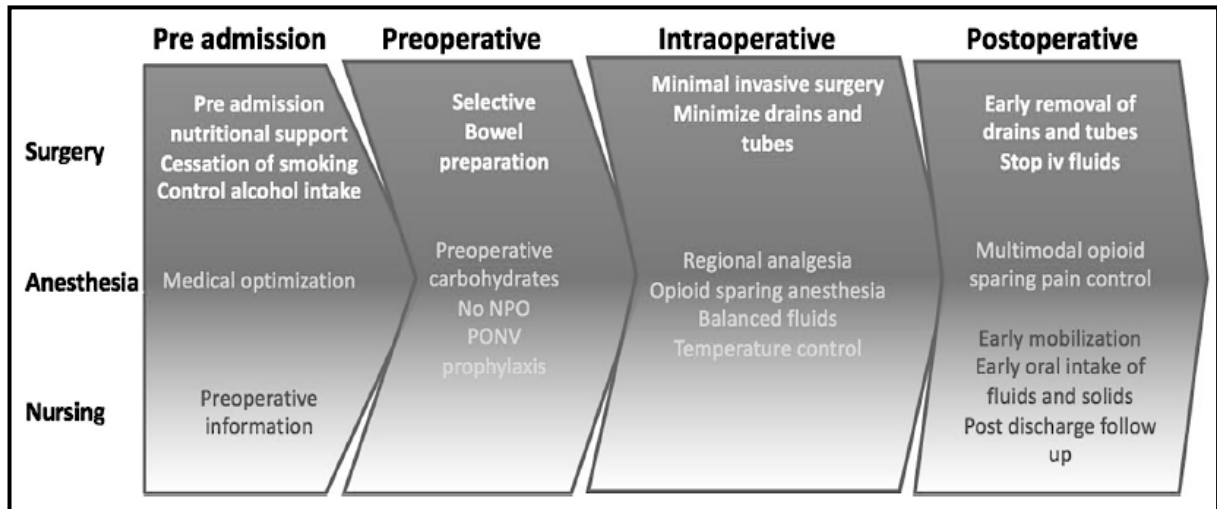 Pre admission
Preoperative
Intraoperative
Postoperative
Surgery
Pre admission
nutritional support
Cessation of smoking
Control alcohol intake
Selective
Bowel
preparation
Minimal invasive surgery
Minimize drains and
tubes
Early removal of
drains and tubes
Stop iv fluids
Anesthesia
Medical optimization
Preoperative
carbohydrates
No NPO
PONV
prophylaxis
Regional analgesia
Opioid sparing anesthesia
Balanced fluids
Temperature control
Multimodal opioid
sparing pain control
Nursing
Preoperative
information
Early mobilization
Early oral intake of
fluids and solids
Post discharge follow
up